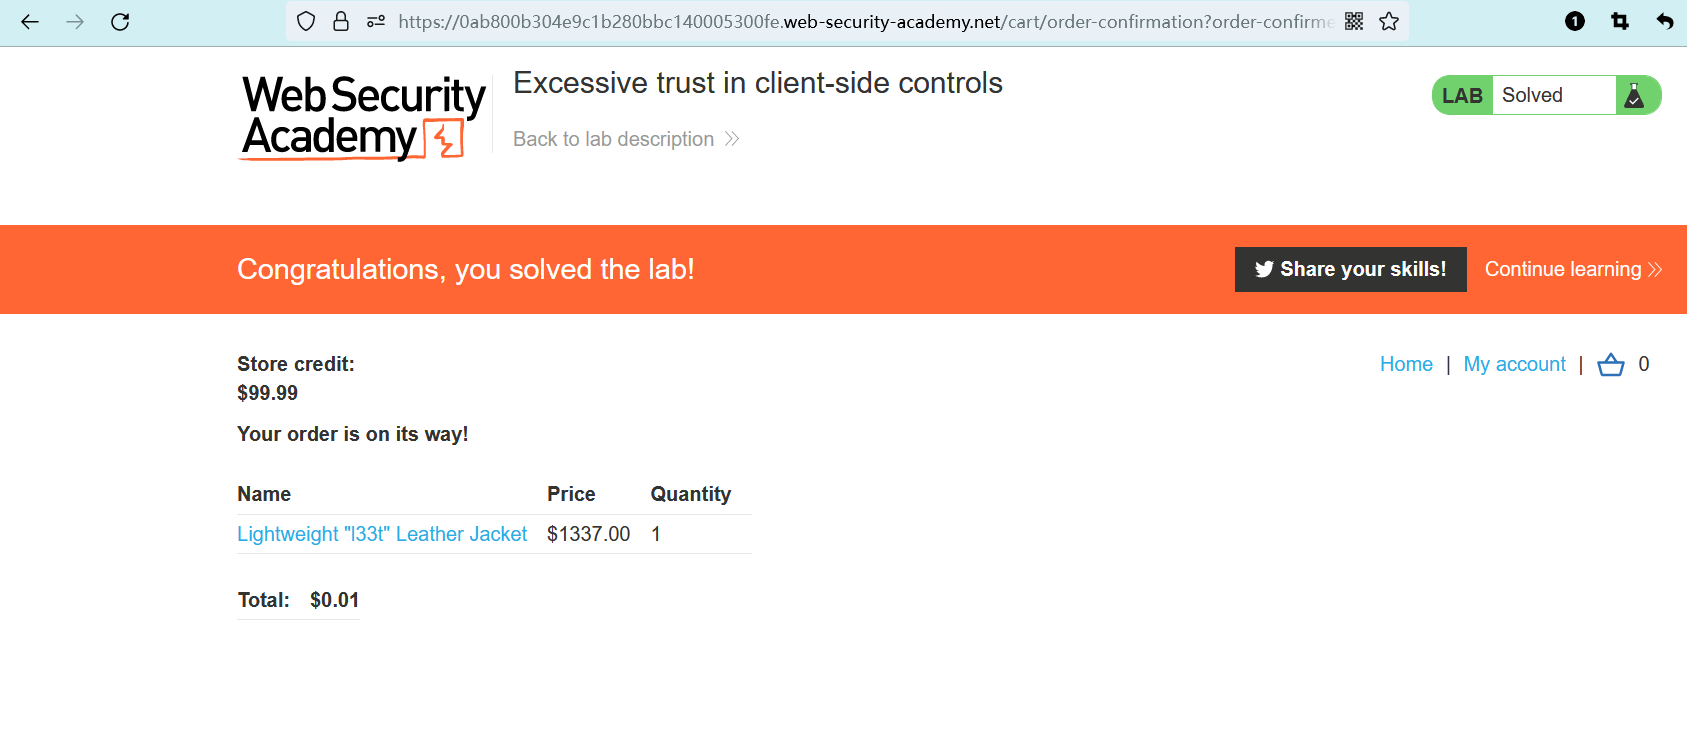 https://0ab800b304e9c1b280bbc140005300fe.web-security-academy.net/cart/order-confirmation?order-confirme
1
Web Security
Academy
Excessive trust in client-side controls
Back to lab description
LAB Solved
Congratulations, you solved the lab!
Share your skills!
Continue learning
Store credit:
$99.99
Home | My account | 0
Your order is on its way!
Name Price Quantity
Lightweight "l33t" Leather Jacket $1337.00 1
Total: $0.01